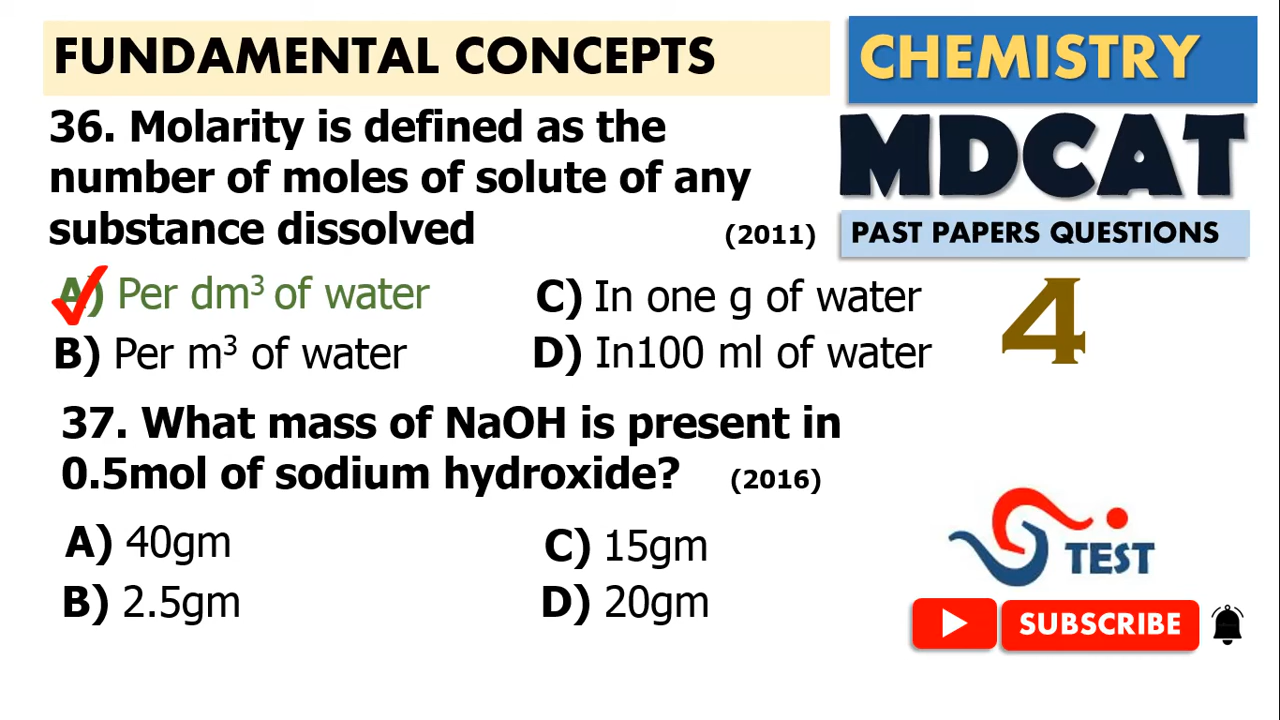 FUNDAMENTAL CONCEPTS
CHEMISTRY
MDCAT
PAST PAPERS QUESTIONS
36. Molarity is defined as the
number of moles of solute of any
substance dissolved (2011)
A) Per dm³ of water
C) In one g of water
B) Per m³ of water
D) In100 ml of water
4
37. What mass of NaOH is present in
0.5mol of sodium hydroxide? (2016)
A) 40gm
C) 15gm
B) 2.5gm
D) 20gm
TEST
SUBSCRIBE